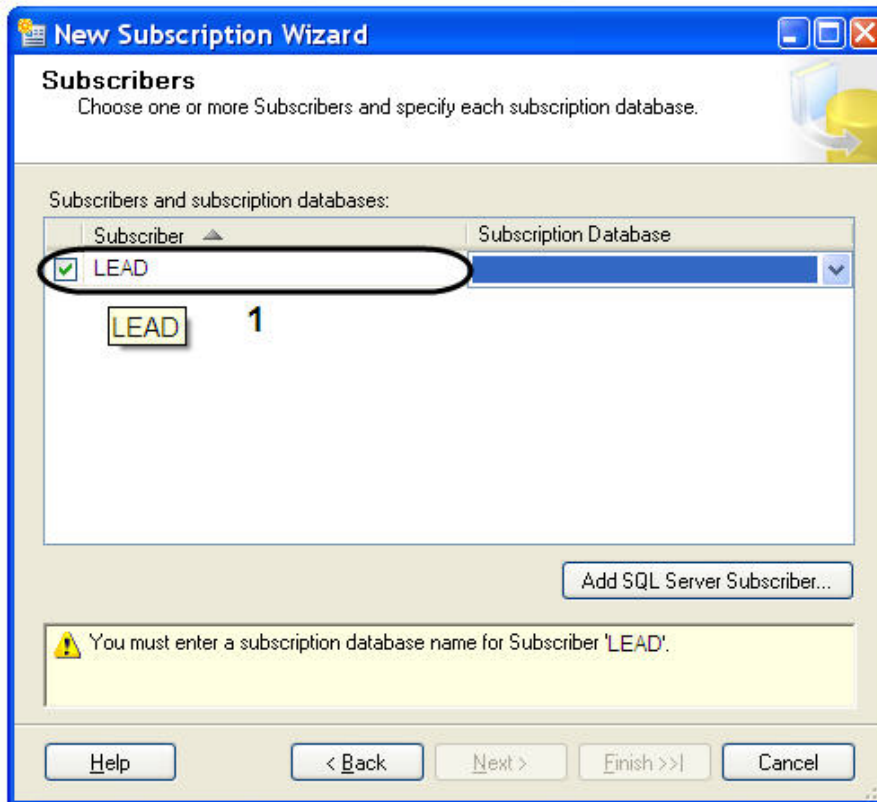 New Subscription Wizard
Subscribers
Choose one or more Subscribers and specify each subscription database.
Subscribers and subscription databases:
Subscriber Subscription Database
LEAD
LEAD 1
Add SQL Server Subscriber...
You must enter a subscription database name for Subscriber 'LEAD'.
Help < Back Next > Finish >>| Cancel